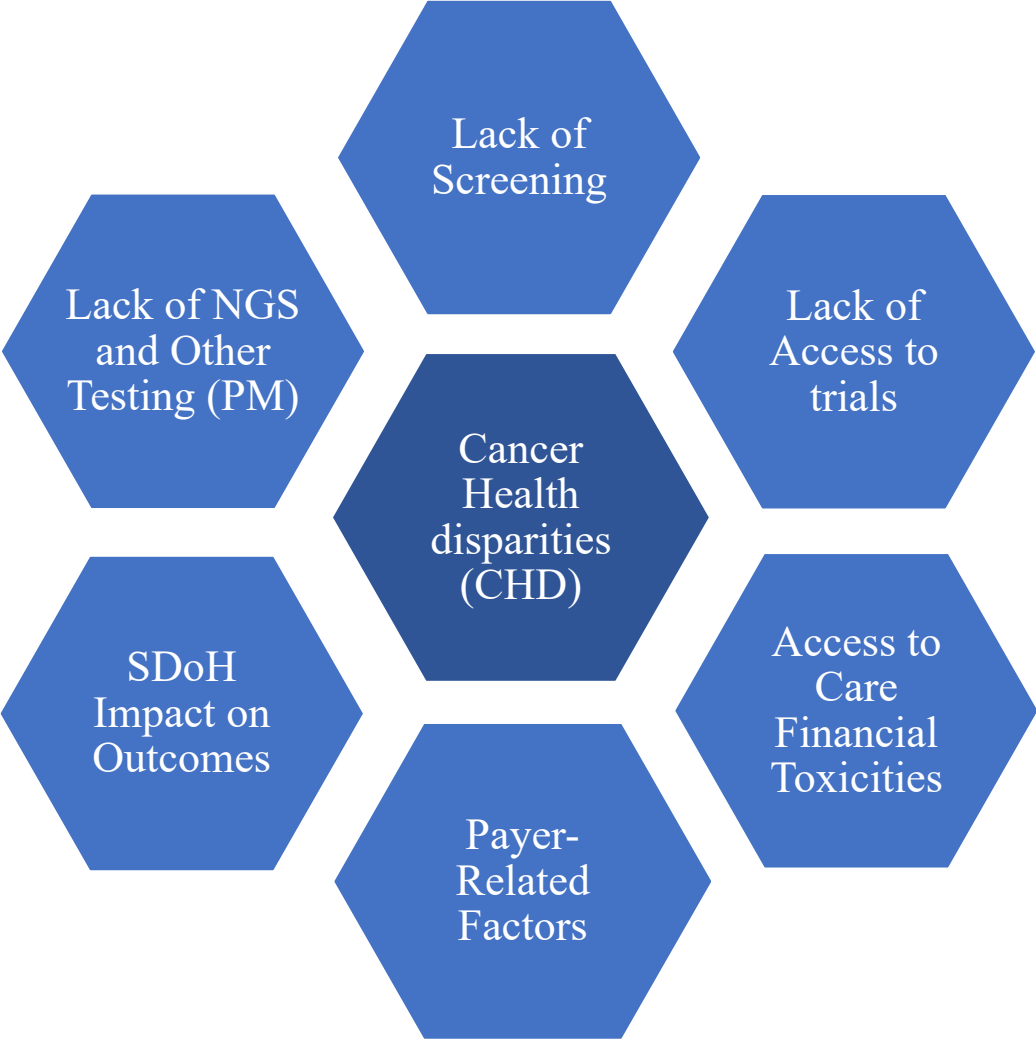 Lack of
Screening
Lack of NGS
and Other
Testing (PM)
Lack of
Access to
trials
Cancer
Health
disparities
(CHD)
SDoH
Impact on
Outcomes
Access to
Care
Financial
Toxicities
Payer-
Related
Factors